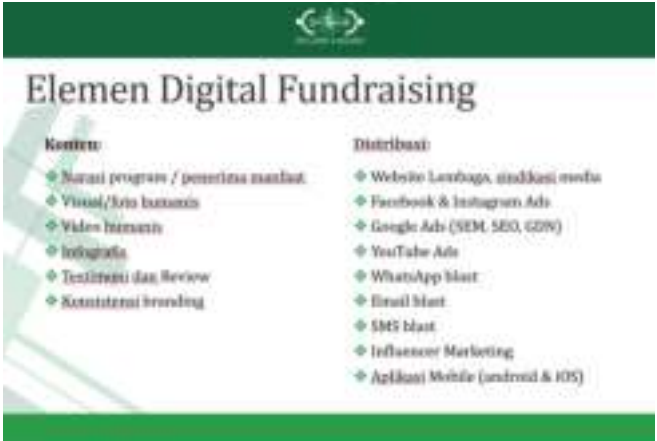 Elemen Digital Fundraising
Konten:
Narasi program / penerima manfaat
Visual/foto humanis
Video humanis
Infografis
Testimoni dan Review
Konsistensi branding
Distribusi:
Website Lembaga, sindikasi media
Facebook & Instagram Ads
Google Ads (SEM, SEO, GDN)
YouTube Ads
WhatsApp blast
Email blast
SMS blast
Influencer Marketing
Aplikasi Mobile (android & iOS)